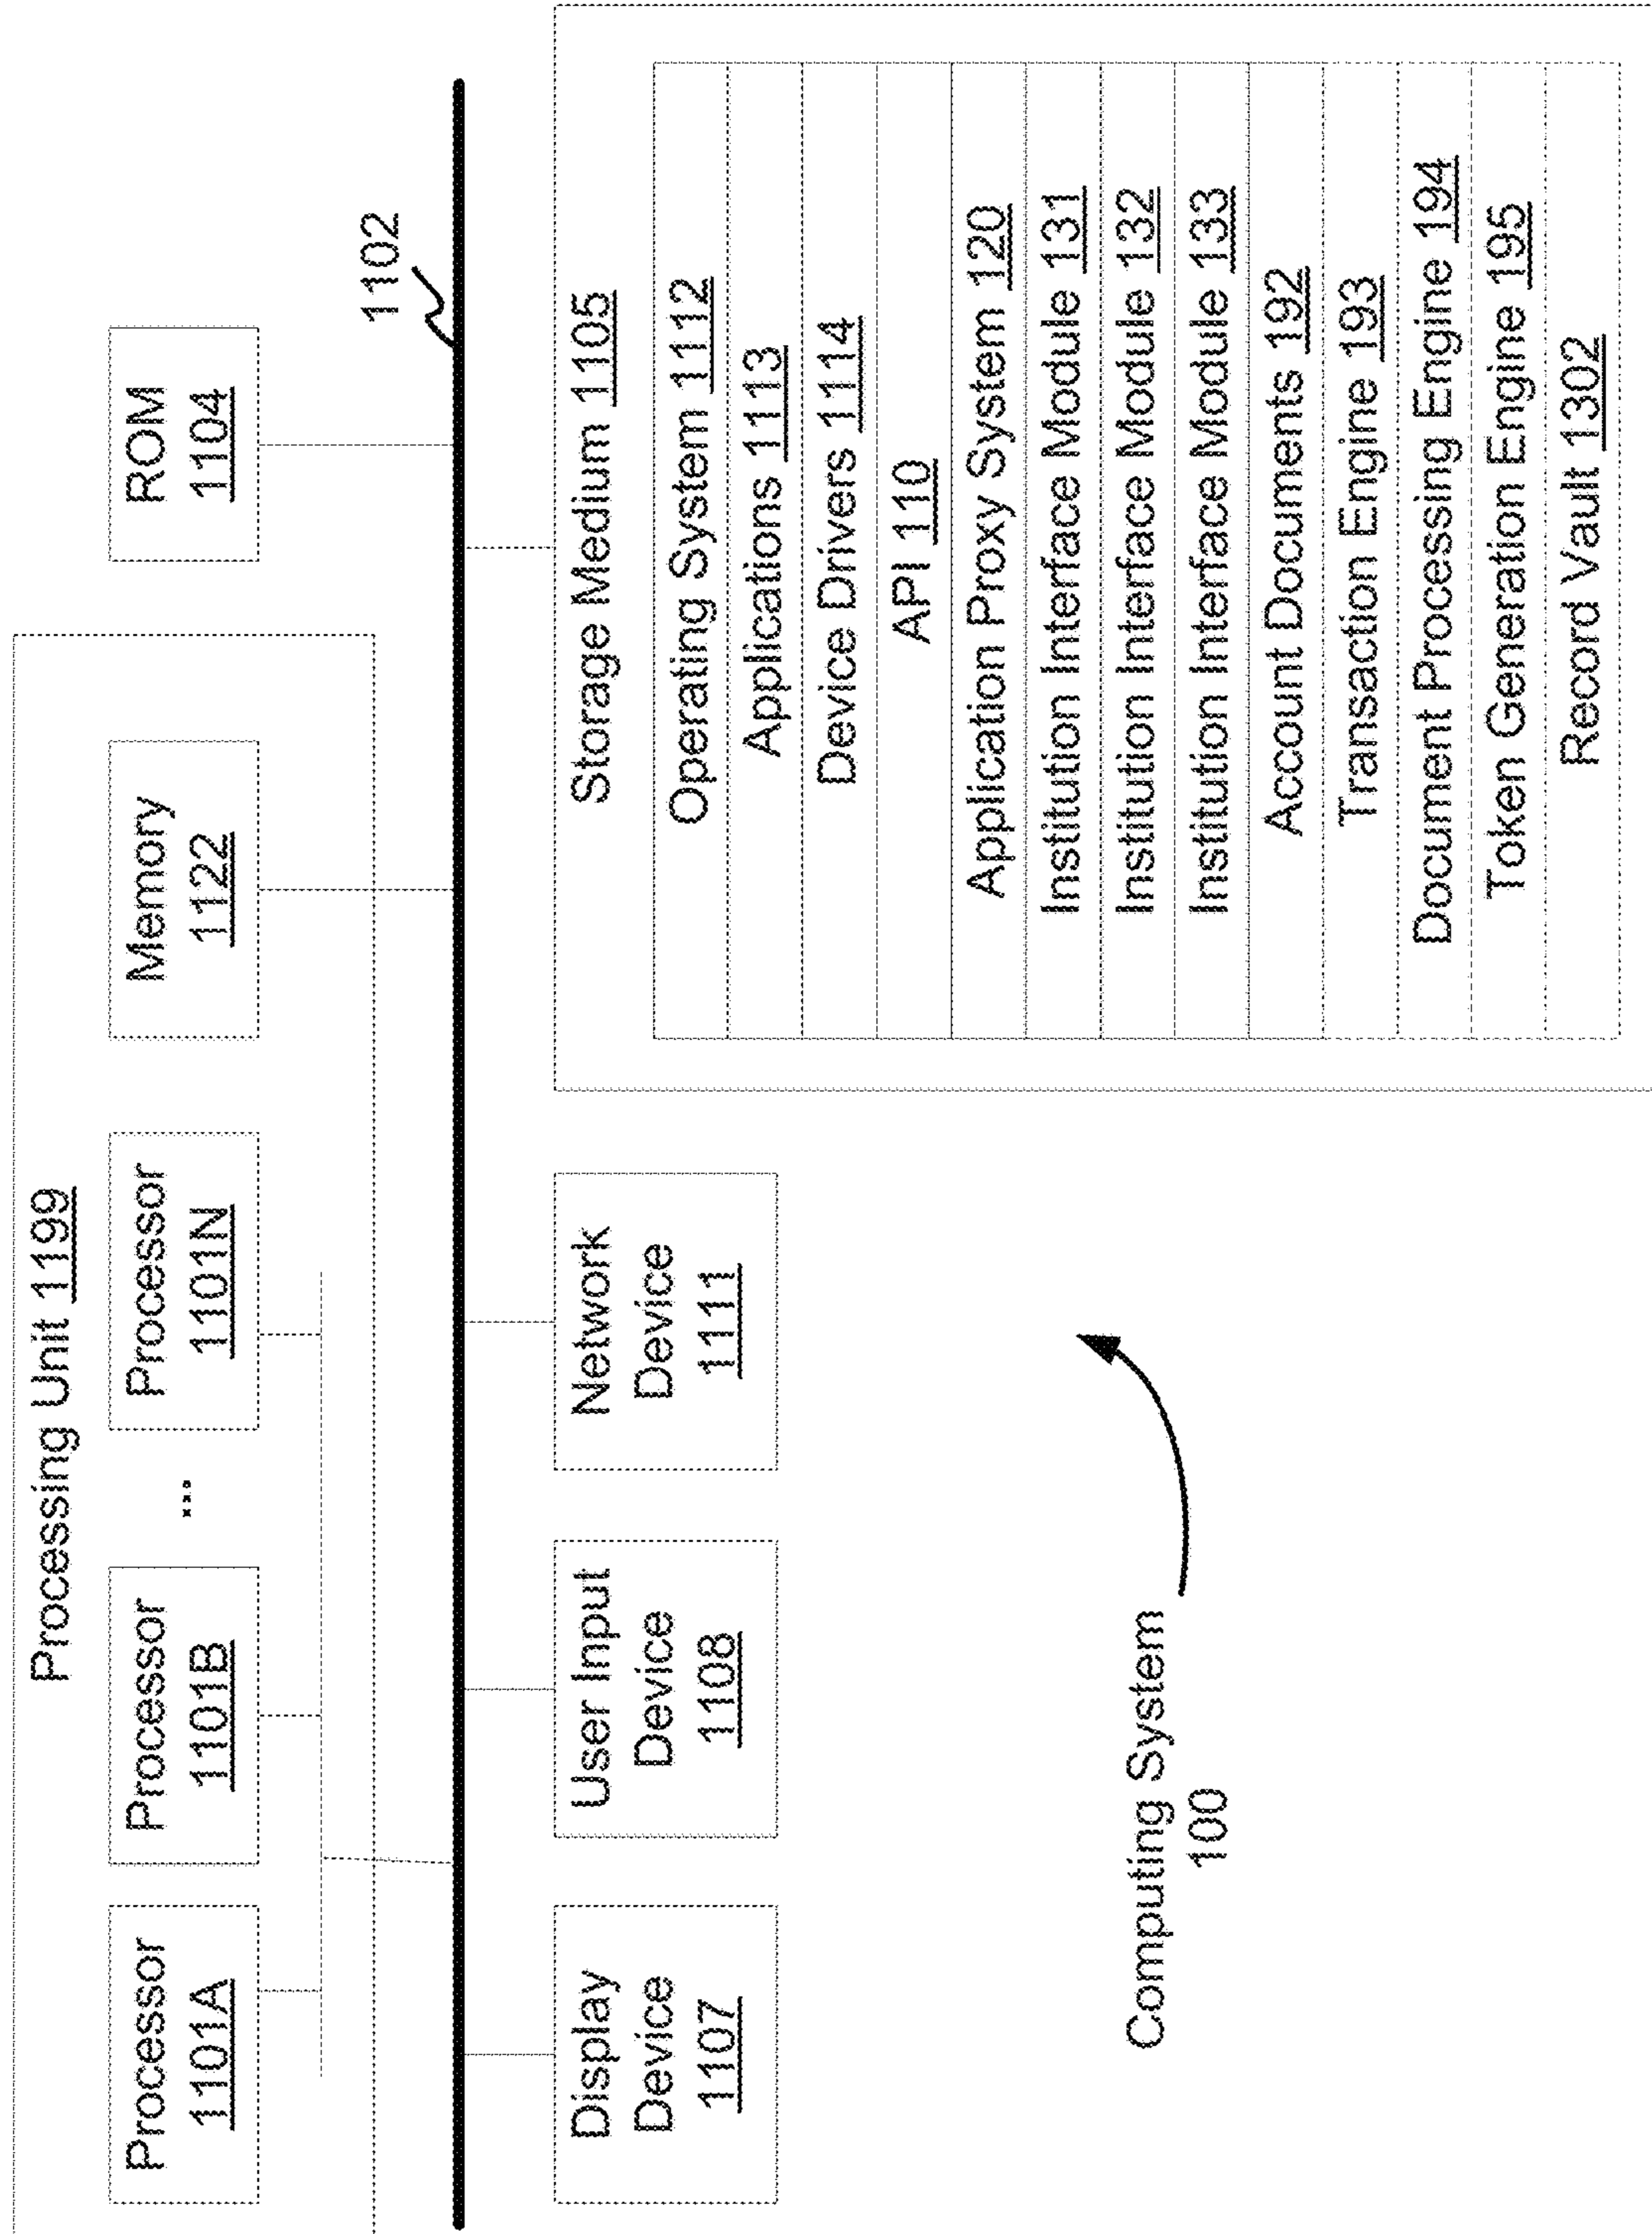 Processing Unit 1199
Processor
1101A
Processor
1101B
...
Processor
1101N
Memory
1122
ROM
1104
1102
Display
Device
1107
User Input
Device
1108
Network
Device
1111
Storage Medium 1105
Operating System 1112
Applications 1113
Device Drivers 1114
API 110
Application Proxy System 120
Institution Interface Module 131
Institution Interface Module 132
Institution Interface Module 133
Account Documents 192
Transaction Engine 193
Document Processing Engine 194
Token Generation Engine 195
Record Vault 1302
Computing System
100